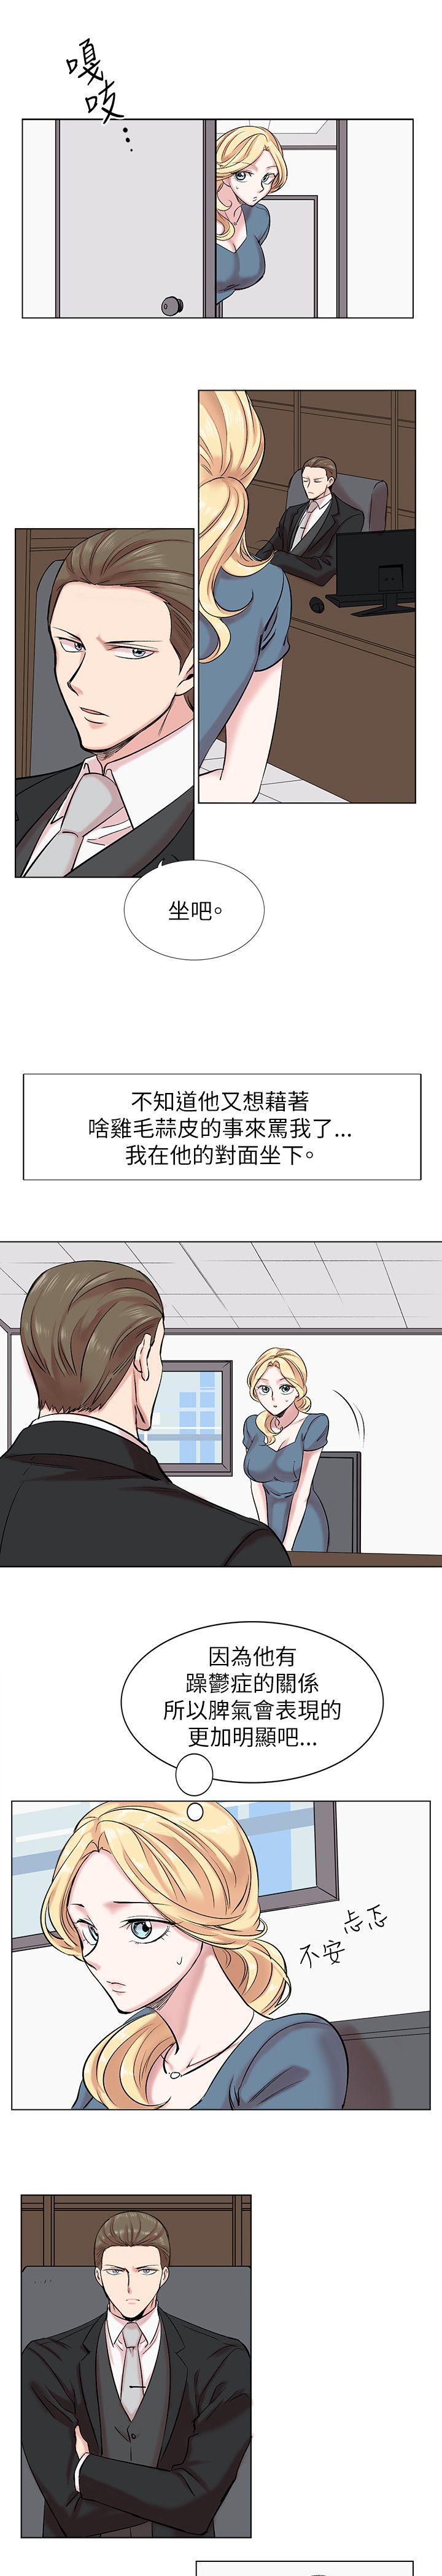 嘎吱…
坐吧。
不知道他又想藉著
啥雞毛蒜皮的事來罵我了…
我在他的對面坐下。
因為他有
躁鬱症的關係
所以脾氣會表現的
更加明顯吧…
忐忑
不安